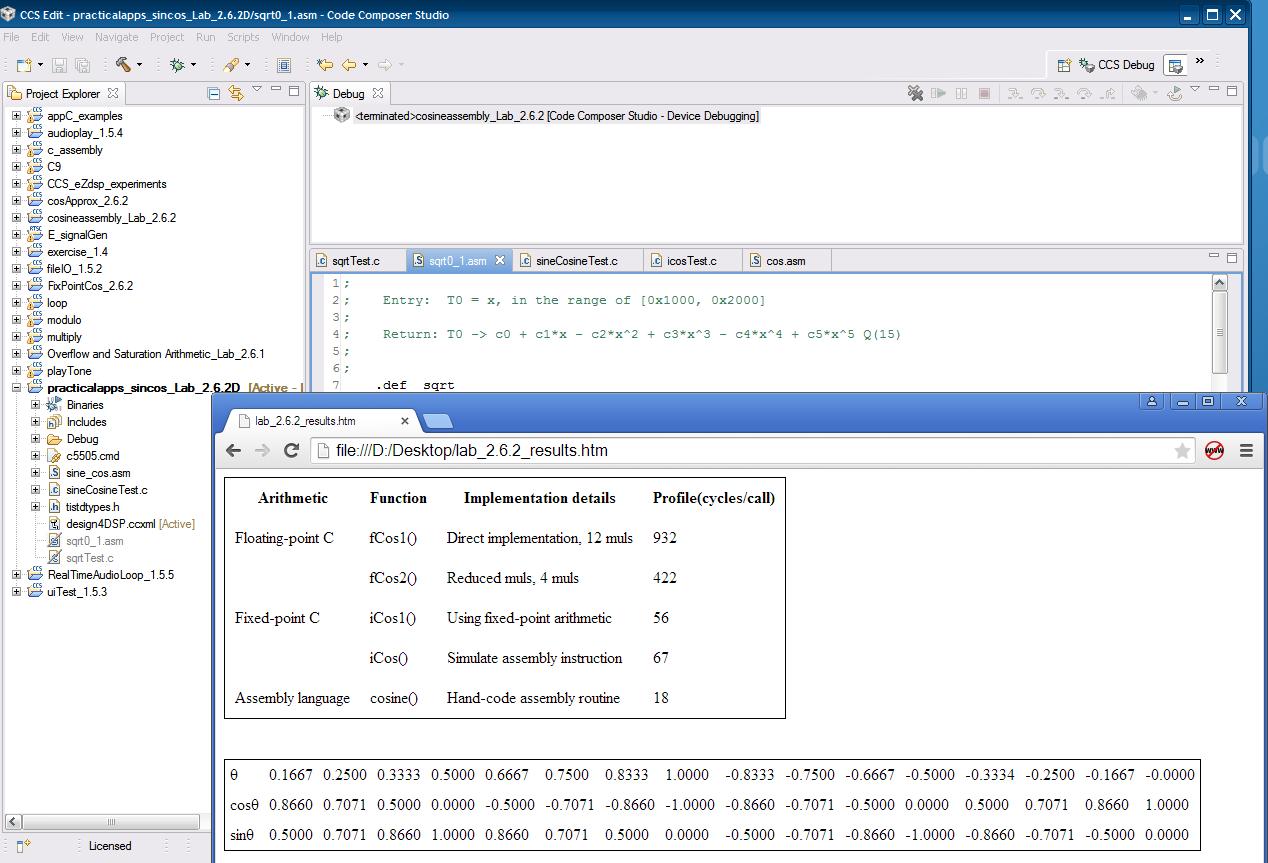 CCS Edit - practicalapps_sincos_Lab_2.6.2D/sqrt0_1.asm - Code Composer Studio
File Edit View Navigate Project Run Scripts Window Help
CCS Debug
Project Explorer
appC_examples
audioplay_1.5.4
c_assembly
C9
CCS_eZdsp_experiments
cosApprox_2.6.2
cosineassembly_Lab_2.6.2
E_signalGen
exercise_1.4
fileIO_1.5.2
FixPointCos_2.6.2
loop
modulo
multiply
Overflow and Saturation Arithmetic_Lab_2.6.1
playTone
practicalapps_sincos_Lab_2.6.2D [Active -
Binaries
Includes
Debug
c5505.cmd
sine_cos.asm
sineCosineTest.c
tistdtypes.h
design4DSP.ccxml [Active]
sqrt0_1.asm
sqrtTest.c
RealTimeAudioLoop_1.5.5
uiTest_1.5.3
Licensed
Debug
<terminated>cosineassembly_Lab_2.6.2 [Code Composer Studio - Device Debugging]
sqrtTest.c sqrt0_1.asm sineCosineTest.c icosTest.c cos.asm
1 ;
2 ; Entry: T0 = x, in the range of [0x1000, 0x2000]
3 ;
4 ; Return: T0 -> c0 + c1*x - c2*x^2 + c3*x^3 - c4*x^4 + c5*x^5 Q(15)
5 ;
6 ;
7 .def _sqrt
lab_2.6.2_results.htm
file:///D:/Desktop/lab_2.6.2_results.htm
Arithmetic Function Implementation details Profile(cycles/call)
Floating-point C fCos1() Direct implementation, 12 muls 932
fCos2() Reduced muls, 4 muls 422
Fixed-point C iCos1() Using fixed-point arithmetic 56
iCos() Simulate assembly instruction 67
Assembly language cosine() Hand-code assembly routine 18
θ 0.1667 0.2500 0.3333 0.5000 0.6667 0.7500 0.8333 1.0000 -0.8333 -0.7500 -0.6667 -0.5000 -0.3334 -0.2500 -0.1667 -0.0000
cosθ 0.8660 0.7071 0.5000 0.0000 -0.5000 -0.7071 -0.8660 -1.0000 -0.8660 -0.7071 -0.5000 0.0000 0.5000 0.7071 0.8660 1.0000
sinθ 0.5000 0.7071 0.8660 1.0000 0.8660 0.7071 0.5000 0.0000 -0.5000 -0.7071 -0.8660 -1.0000 -0.8660 -0.7071 -0.5000 0.0000